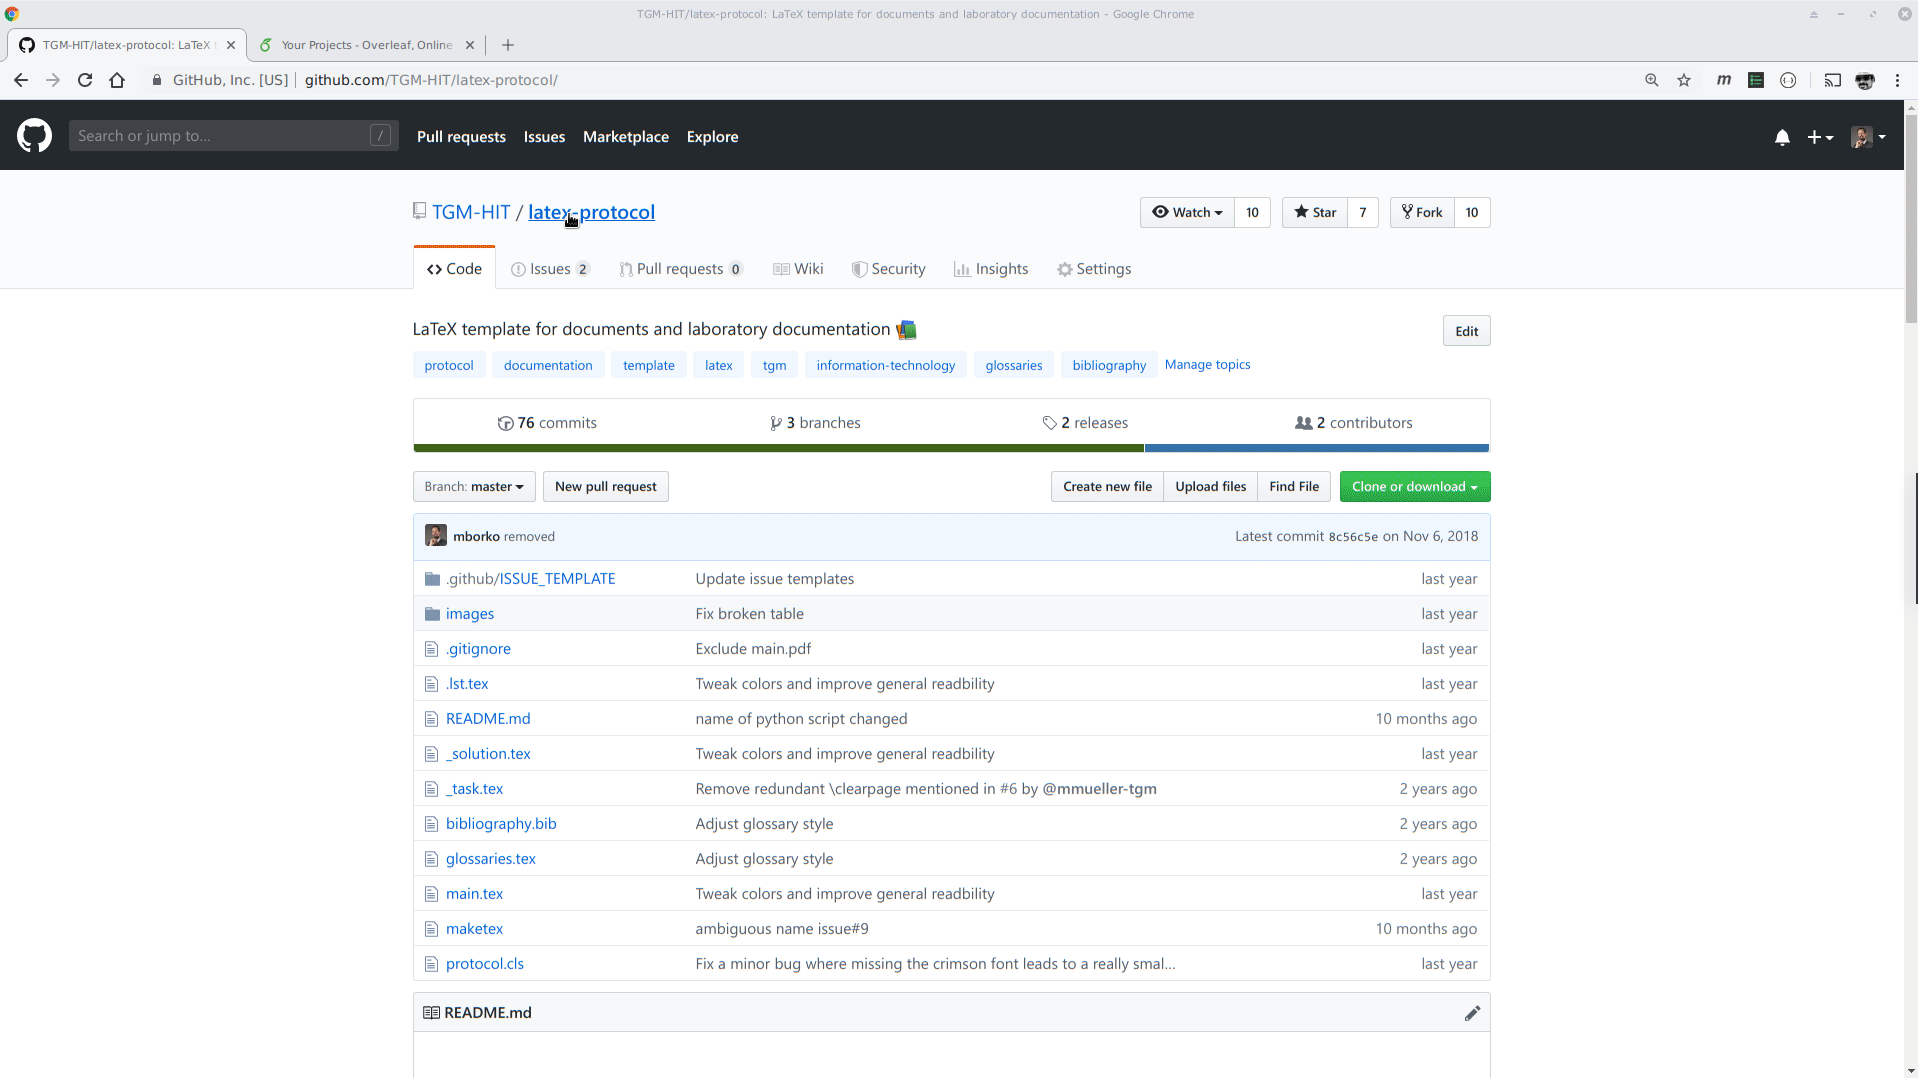 TGM-HIT/latex-protocol: LaTeX template for documents and laboratory documentation - Google Chrome
TGM-HIT/latex-protocol: LaTeX t
Your Projects - Overleaf, Online
GitHub, Inc. [US] github.com/TGM-HIT/latex-protocol/
Search or jump to... /
Pull requests Issues Marketplace Explore
TGM-HIT / latex-protocol
Watch 10 Star 7 Fork 10
Code Issues 2 Pull requests 0 Wiki Security Insights Settings
LaTeX template for documents and laboratory documentation
Edit
protocol documentation template latex tgm information-technology glossaries bibliography Manage topics
76 commits 3 branches 2 releases 2 contributors
Branch: master New pull request Create new file Upload files Find File Clone or download
mborko removed Latest commit 8c56c5e on Nov 6, 2018
.github/ISSUE_TEMPLATE Update issue templates last year
images Fix broken table last year
.gitignore Exclude main.pdf last year
.lst.tex Tweak colors and improve general readbility last year
README.md name of python script changed 10 months ago
_solution.tex Tweak colors and improve general readbility last year
_task.tex Remove redundant \clearpage mentioned in #6 by @mmueller-tgm 2 years ago
bibliography.bib Adjust glossary style 2 years ago
glossaries.tex Adjust glossary style 2 years ago
main.tex Tweak colors and improve general readbility last year
maketex ambiguous name issue#9 10 months ago
protocol.cls Fix a minor bug where missing the crimson font leads to a really smal... last year
README.md